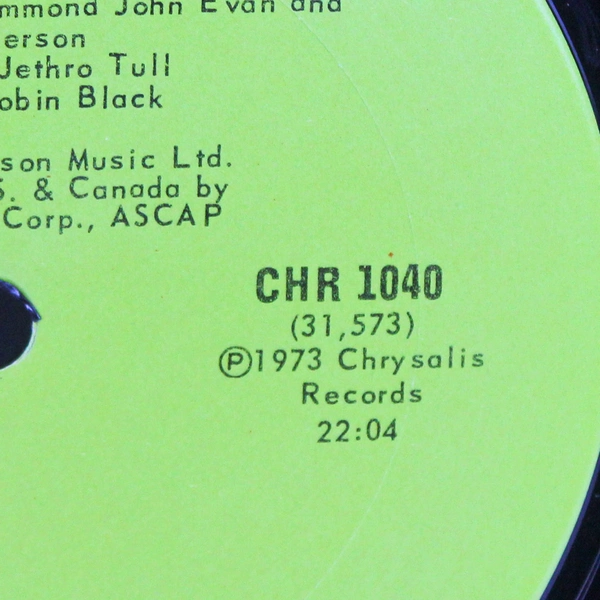 mmond John Evan and
erson
Jethro Tull
obin Black
son Music Ltd.
S. & Canada by
Corp., ASCAP
CHR 1040
(31,573)
Ⓟ1973 Chrysalis
Records
22:04